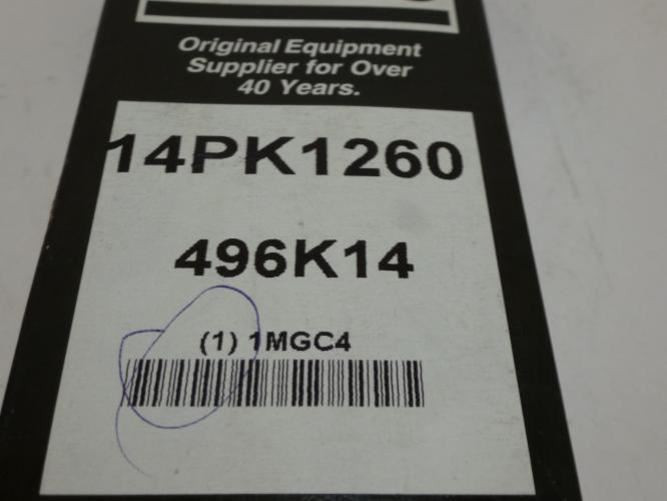 Original Equipment
Supplier for Over
40 Years.
14PK1260
496K14
(1) 1MGC4